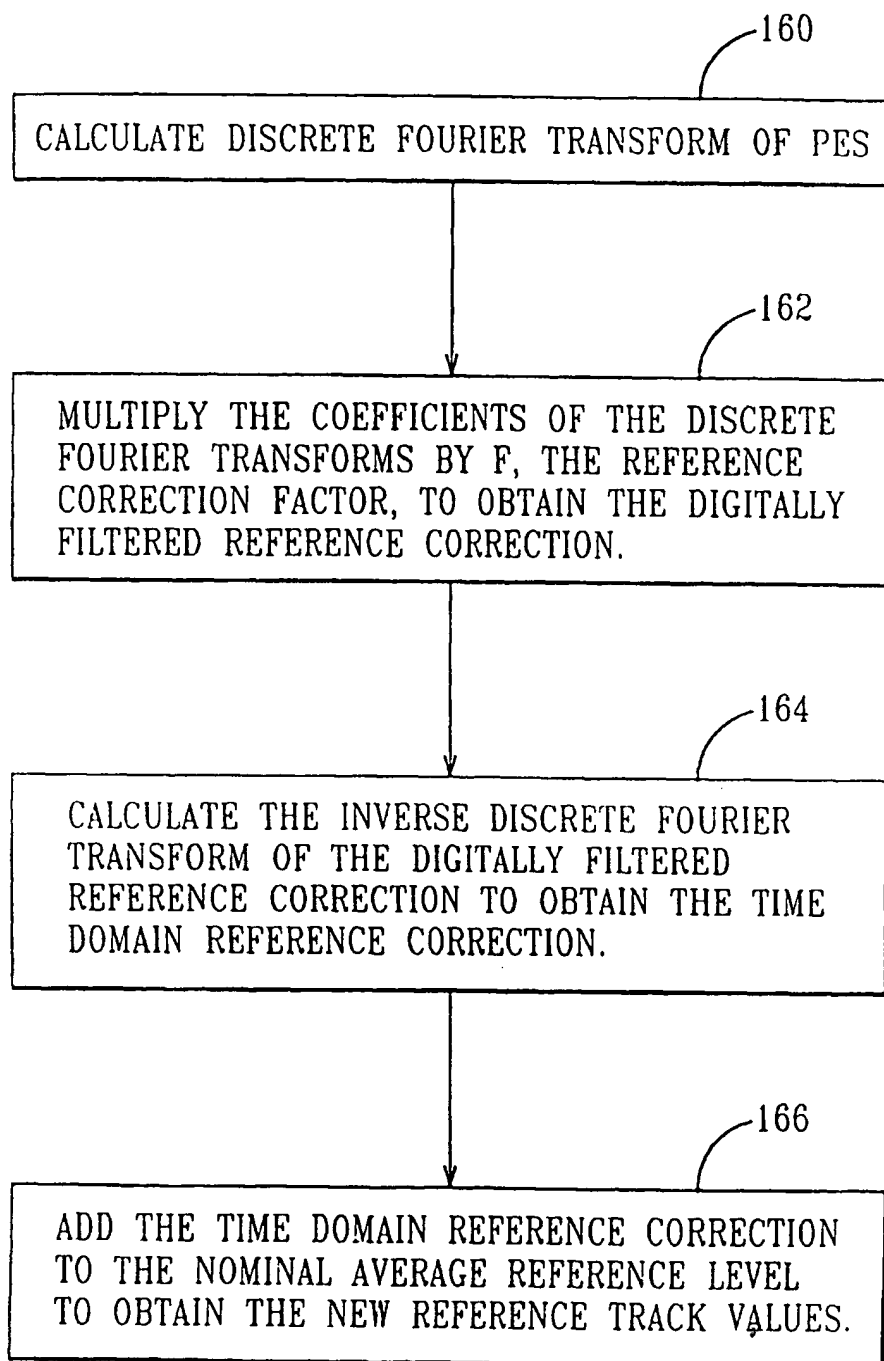 160
CALCULATE DISCRETE FOURIER TRANSFORM OF PES
162
MULTIPLY THE COEFFICIENTS OF THE DISCRETE
FOURIER TRANSFORMS BY F, THE REFERENCE
CORRECTION FACTOR, TO OBTAIN THE DIGITALLY
FILTERED REFERENCE CORRECTION.
164
CALCULATE THE INVERSE DISCRETE FOURIER
TRANSFORM OF THE DIGITALLY FILTERED
REFERENCE CORRECTION TO OBTAIN THE TIME
DOMAIN REFERENCE CORRECTION.
166
ADD THE TIME DOMAIN REFERENCE CORRECTION
TO THE NOMINAL AVERAGE REFERENCE LEVEL
TO OBTAIN THE NEW REFERENCE TRACK VALUES.